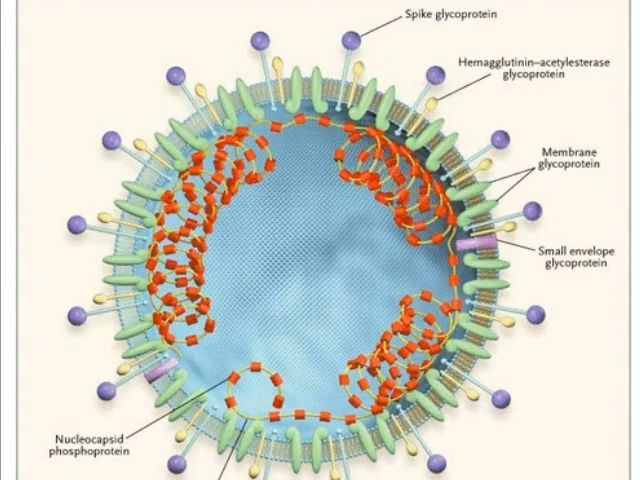 Spike glycoprotein
Hemagglutinin–acetylesterase
glycoprotein
Membrane
glycoprotein
Small envelope
glycoprotein
Nucleocapsid
phosphoprotein